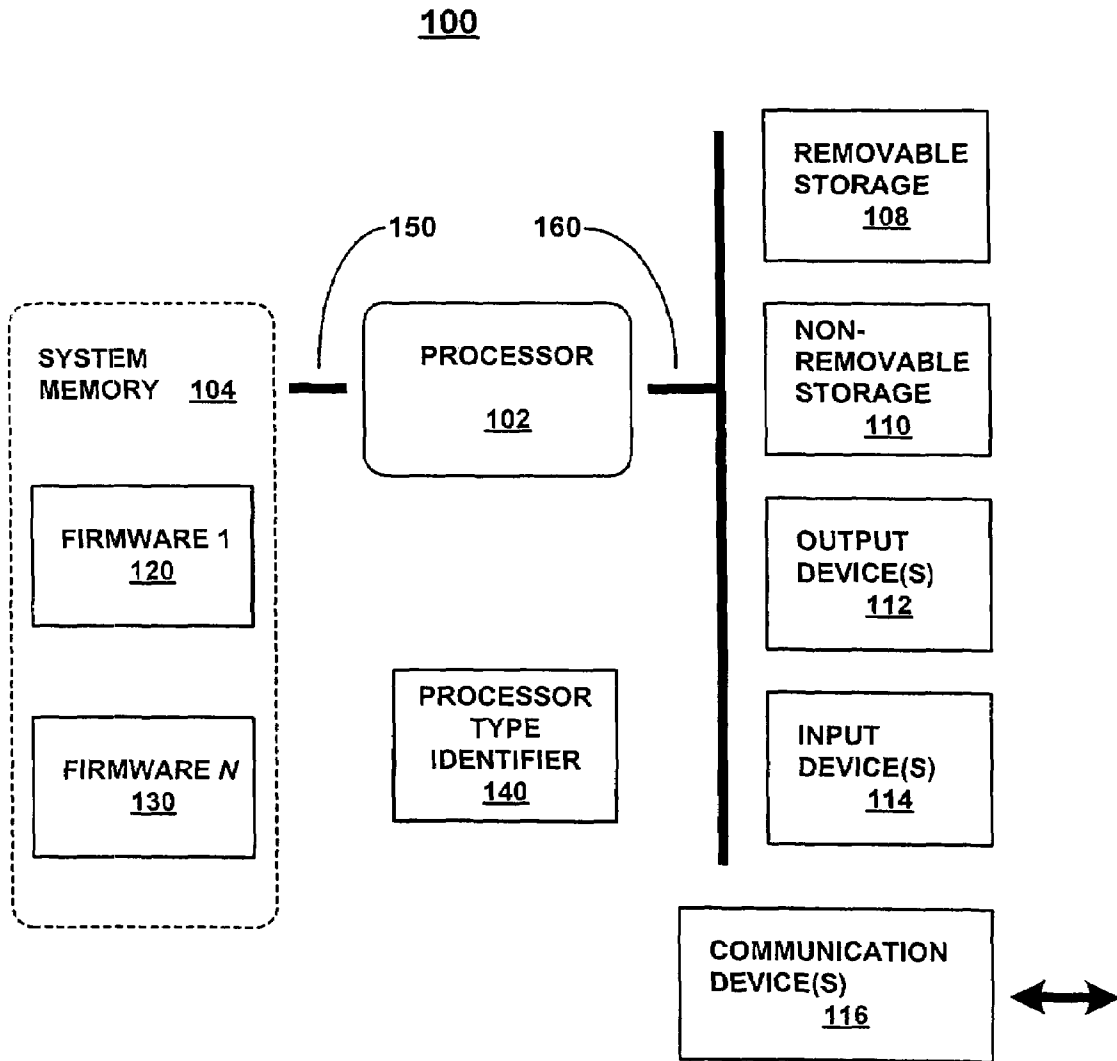 100
REMOVABLE
STORAGE
108
150
160
NON-
REMOVABLE
STORAGE
110
SYSTEM
MEMORY 104
PROCESSOR
102
FIRMWARE 1
120
OUTPUT
DEVICE(S)
112
PROCESSOR
TYPE
IDENTIFIER
140
INPUT
DEVICE(S)
114
FIRMWARE N
130
COMMUNICATION
DEVICE(S)
116